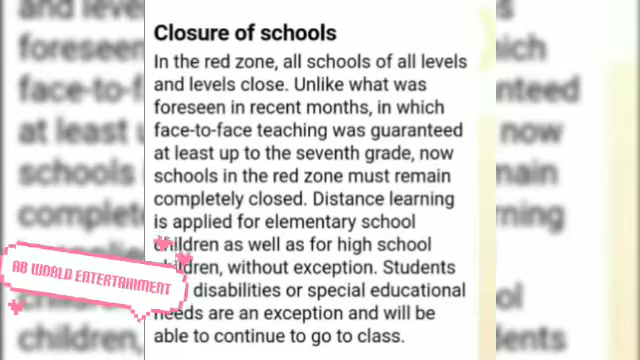 Closure of schools
In the red zone, all schools of all levels
and levels close. Unlike what was
foreseen in recent months, in which
face-to-face teaching was guaranteed
at least up to the seventh grade, now
schools in the red zone must remain
completely closed. Distance learning
is applied for elementary school
children as well as for high school
children, without exception. Students
disabilities or special educational
needs are an exception and will be
able to continue to go to class.
AB WORLD ENTERTAINMENT